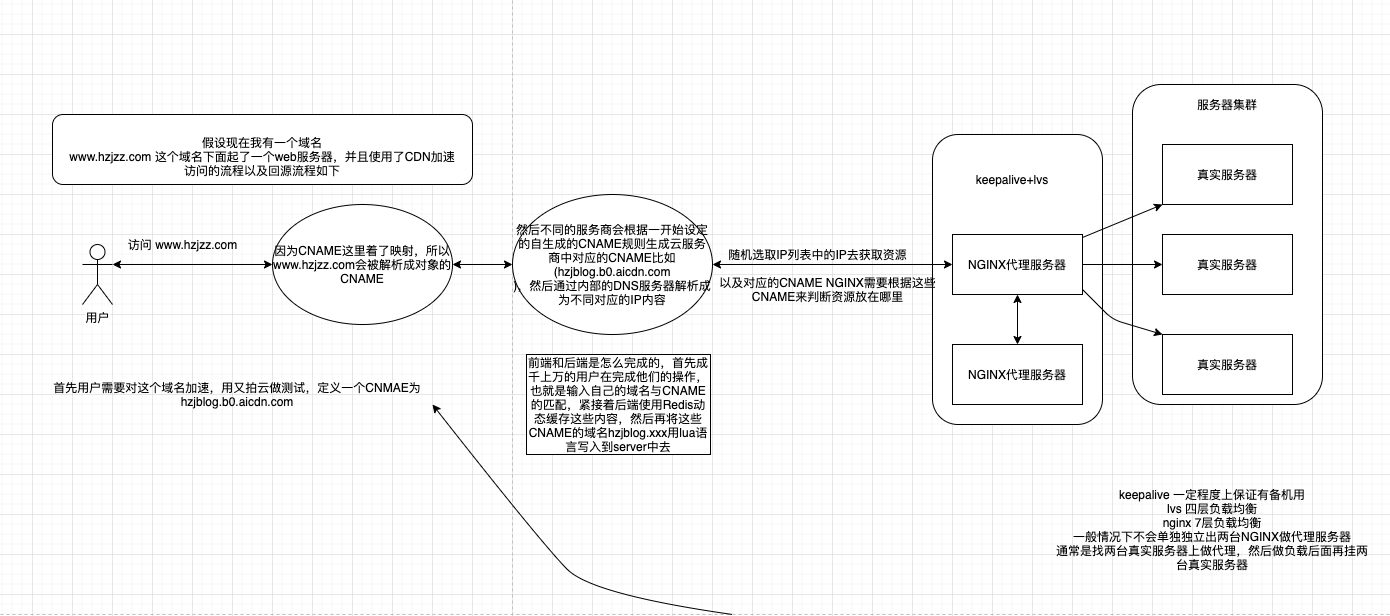 假设现在我有一个域名
www.hzjzz.com 这个域名下面起了一个web服务器，并且使用了CDN加速
访问的流程以及回源流程如下
访问 www.hzjzz.com
用户
因为CNAME这里着了映射，所以
www.hzjzz.com会被解析成对象的
CNAME
然后不同的服务商会根据一开始设定
的自生成的CNAME规则生成云服务
商中对应的CNAME比如
(hzjblog.b0.aicdn.com
)，然后通过内部的DNS服务器解析成
为不同对应的IP内容
随机选取IP列表中的IP去获取资源
以及对应的CNAME NGINX需要根据这些
CNAME来判断资源放在哪里
keepalive+lvs
NGINX代理服务器
NGINX代理服务器
服务器集群
真实服务器
真实服务器
真实服务器
首先用户需要对这个域名加速，用又拍云做测试，定义一个CNMAE为
hzjblog.b0.aicdn.com
前端和后端是怎么完成的，首先成
千上万的用户在完成他们的操作，
也就是输入自己的域名与CNAME
的匹配，紧接着后端使用Redis动
态缓存这些内容，然后再将这些
CNAME的域名hzjblog.xxx用lua语
言写入到server中去
keepalive 一定程度上保证有备机用
lvs 四层负载均衡
nginx 7层负载均衡
一般情况下不会单独独立出两台NGINX做代理服务器
通常是找两台真实服务器上做代理，然后做负载后面再挂两
台真实服务器